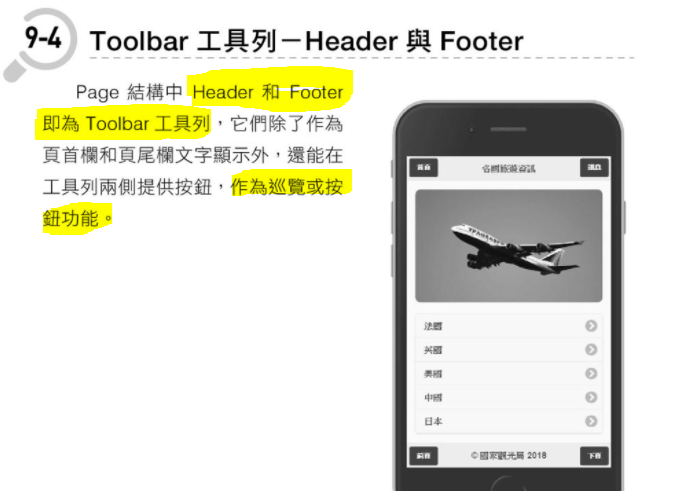 9-4 Toolbar 工具列－Header 與 Footer
Page 結構中 Header 和 Footer
即為 Toolbar 工具列，它們除了作為
頁首欄和頁尾欄文字顯示外，還能在
工具列兩側提供按鈕，作為巡覽或按
鈕功能。
首頁 各國旅遊資訊 訊息
TRANSAERO
法國
英國
美國
中國
日本
前頁 ©國家觀光局 2018 下頁